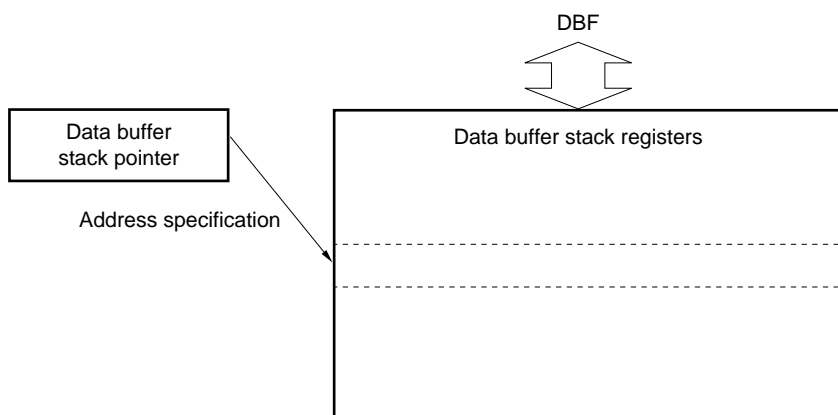 DBF
Data buffer
stack pointer
Data buffer stack registers
Address specification